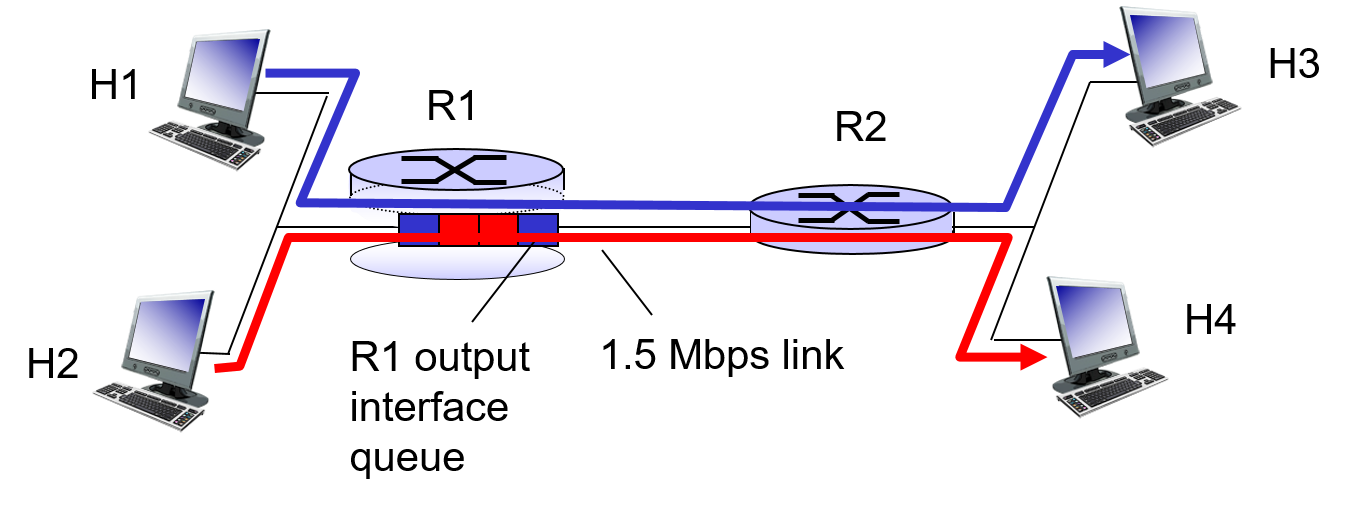 H1
R1
R2
H3
H2
R1 output
interface
queue
1.5 Mbps link
H4